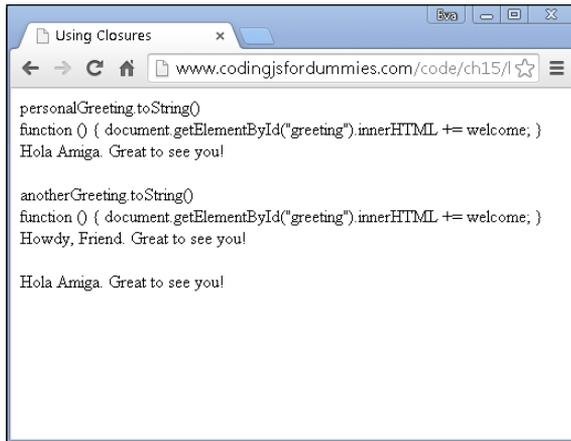 Eva
Using Closures
www.codingjsfordummies.com/code/ch15/l
personalGreeting.toString()
function () { document.getElementById("greeting").innerHTML += welcome; }
Hola Amiga. Great to see you!
anotherGreeting.toString()
function () { document.getElementById("greeting").innerHTML += welcome; }
Howdy, Friend. Great to see you!
Hola Amiga. Great to see you!